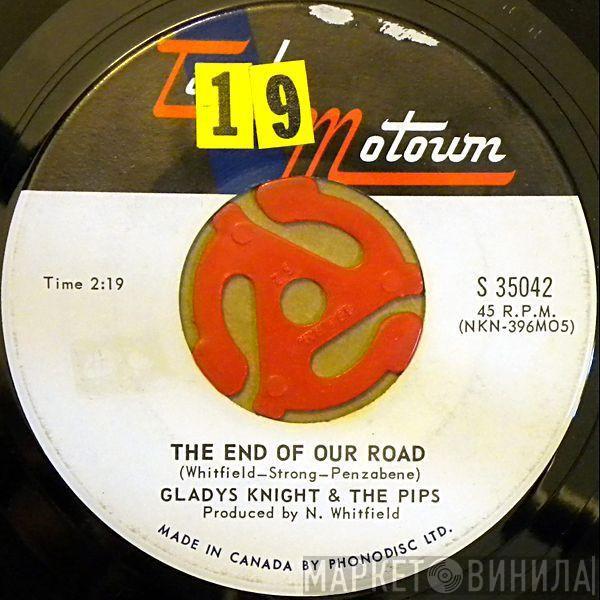 19
Motown
Time 2:19
S 35042
45 R.P.M.
(NKN-396MO5)
THE END OF OUR ROAD
(Whitfield—Strong—Penzabene)
GLADYS KNIGHT & THE PIPS
Produced by N. Whitfield
MADE IN CANADA BY PHONODISC LTD.
МАРКЕТ ВИНИЛА